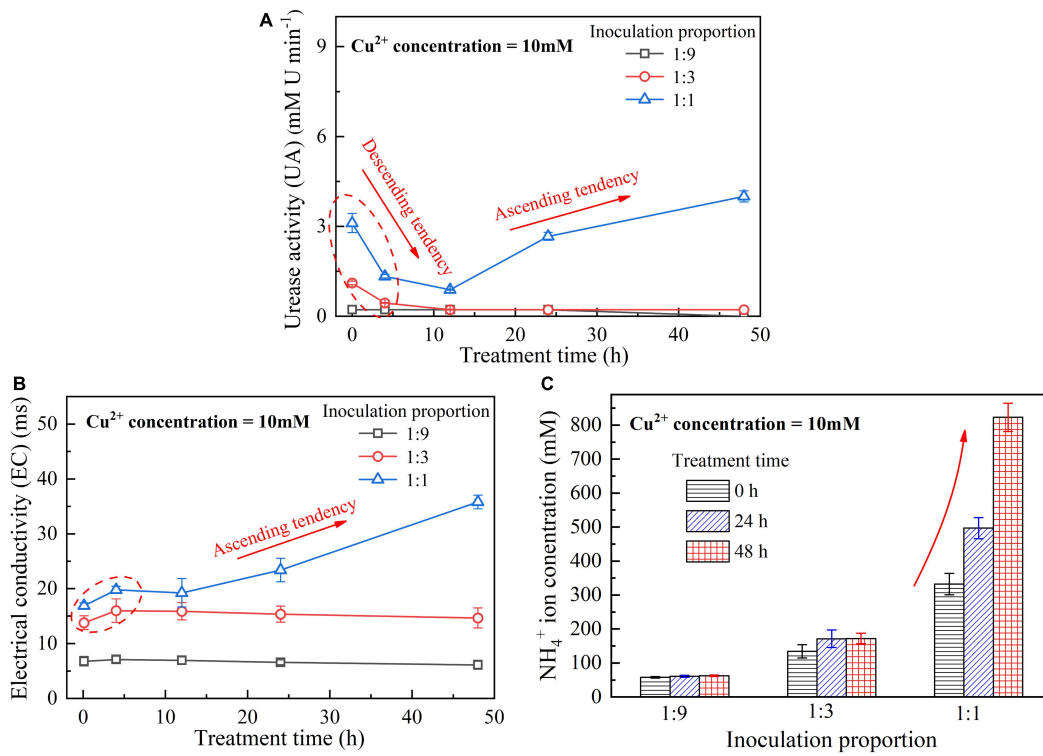 A
Cu²⁺ concentration = 10mM
Inoculation proportion
1:9
1:3
1:1
Descending tendency
Ascending tendency
Urease activity (UA) (mM U min⁻¹)
9
6
3
0
0 10 20 30 40 50
Treatment time (h)
B
Cu²⁺ concentration = 10mM
Inoculation proportion
1:9
1:3
1:1
Ascending tendency
Electrical conductivity (EC) (ms)
50
40
30
20
10
0
0 10 20 30 40 50
Treatment time (h)
C
Cu²⁺ concentration = 10mM
Treatment time
0 h
24 h
48 h
NH₄⁺ ion conentration (mM)
800
700
600
500
400
300
200
100
0
1:9 1:3 1:1
Inoculation proportion